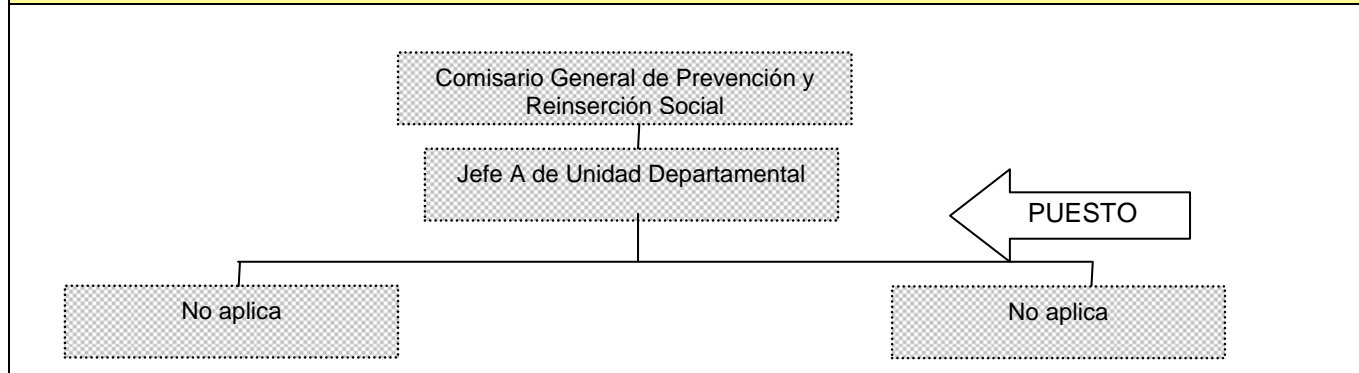 Comisario General de Prevención y
Reinserción Social
Jefe A de Unidad Departamental
PUESTO
No aplica
No aplica